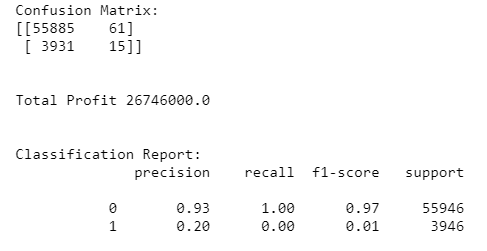 Confusion Matrix:
[[55885    61]
 [ 3931    15]]
Total Profit 26746000.0
Classification Report:
              precision    recall  f1-score   support
           0       0.93      1.00      0.97     55946
           1       0.20      0.00      0.01      3946